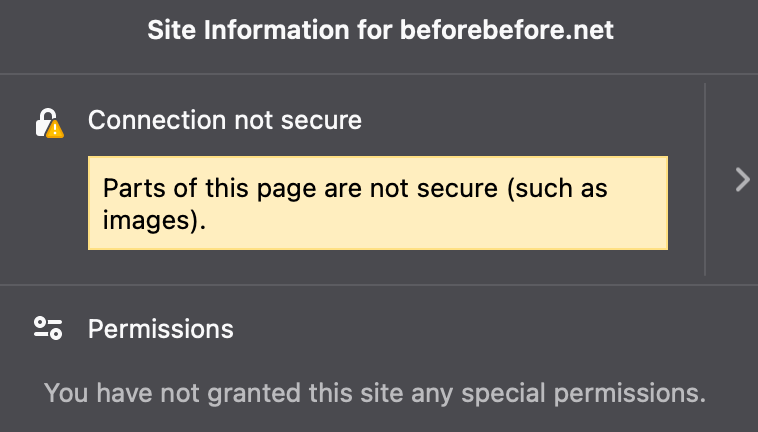 Site Information for beforebefore.net
Connection not secure
Parts of this page are not secure (such as
images).
Permissions
You have not granted this site any special permissions.